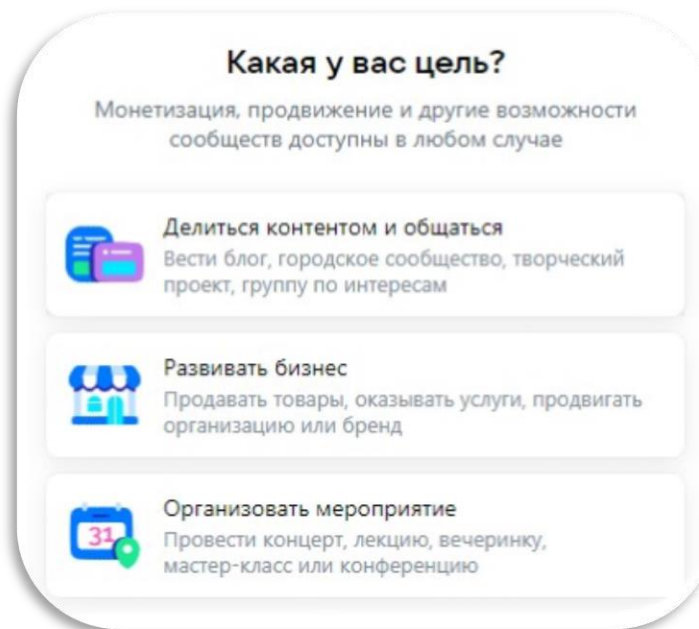 Какая у вас цель?
Монетизация, продвижение и другие возможности
сообществ доступны в любом случае
Делиться контентом и общаться
Вести блог, городское сообщество, творческий
проект, группу по интересам
Развивать бизнес
Продавать товары, оказывать услуги, продвигать
организацию или бренд
31
Организовать мероприятие
Провести концерт, лекцию, вечеринку,
мастер-класс или конференцию